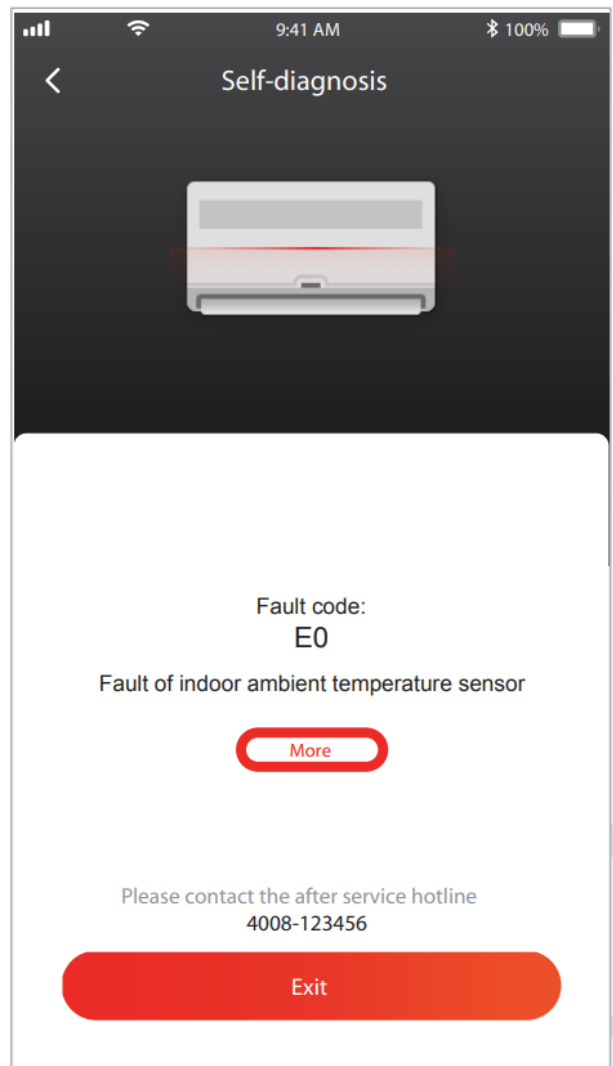 9:41 AM
100%
Self-diagnosis
Fault code:
E0
Fault of indoor ambient temperature sensor
More
Please contact the after service hotline
4008-123456
Exit